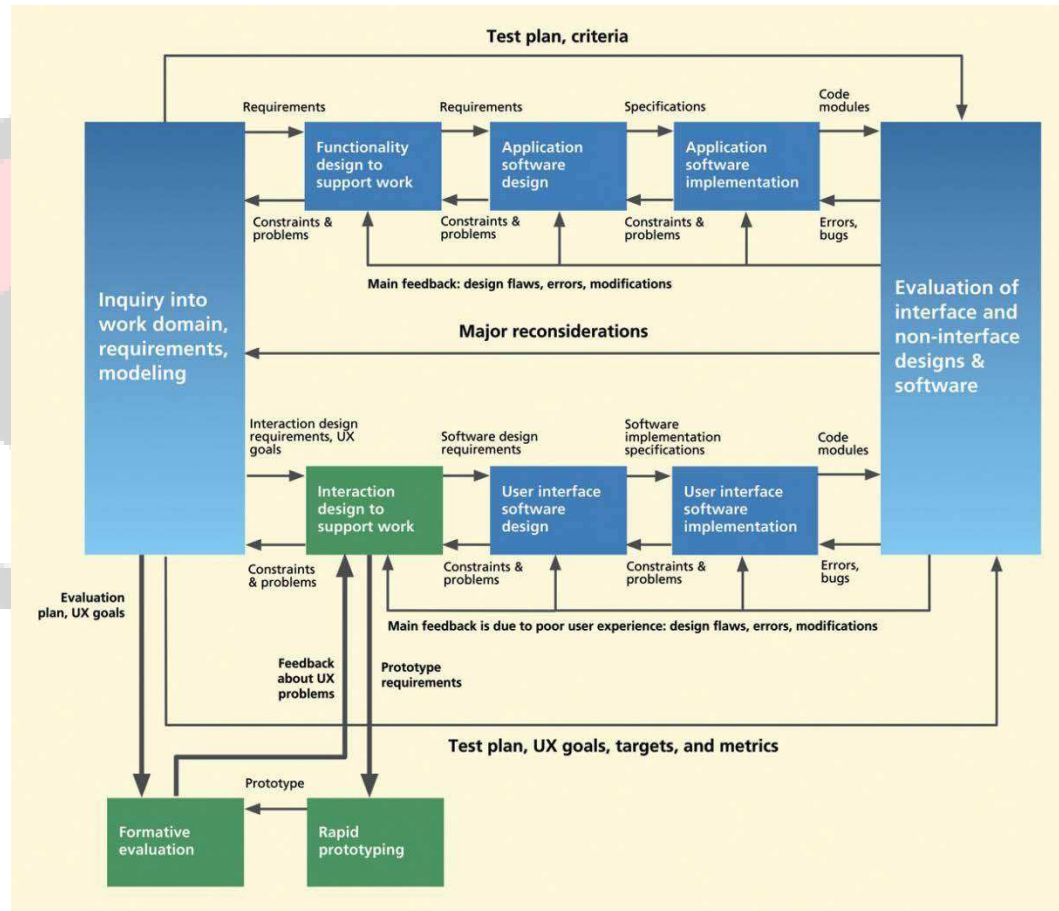 Test plan, criteria
Requirements
Requirements
Specifications
Code
modules
Functionality
design to
support work
Application
software
design
Application
software
implementation
Constraints &
problems
Constraints &
problems
Constraints &
problems
Errors,
bugs
Main feedback: design flaws, errors, modifications
Inquiry into
work domain,
requirements,
modeling
Evaluation of
interface and
non-interface
designs &
software
Major reconsiderations
Interaction design
requirements, UX
goals
Software design
requirements
Software
implementation
specifications
Code
modules
Interaction
design to
support work
User interface
software
design
User interface
software
implementation
Constraints
& problems
Constraints &
problems
Constraints &
problems
Errors,
bugs
Evaluation
plan, UX goals
Main feedback is due to poor user experience: design flaws, errors, modifications
Feedback
about UX
problems
Prototype
requirements
Test plan, UX goals, targets, and metrics
Prototype
Formative
evaluation
Rapid
prototyping